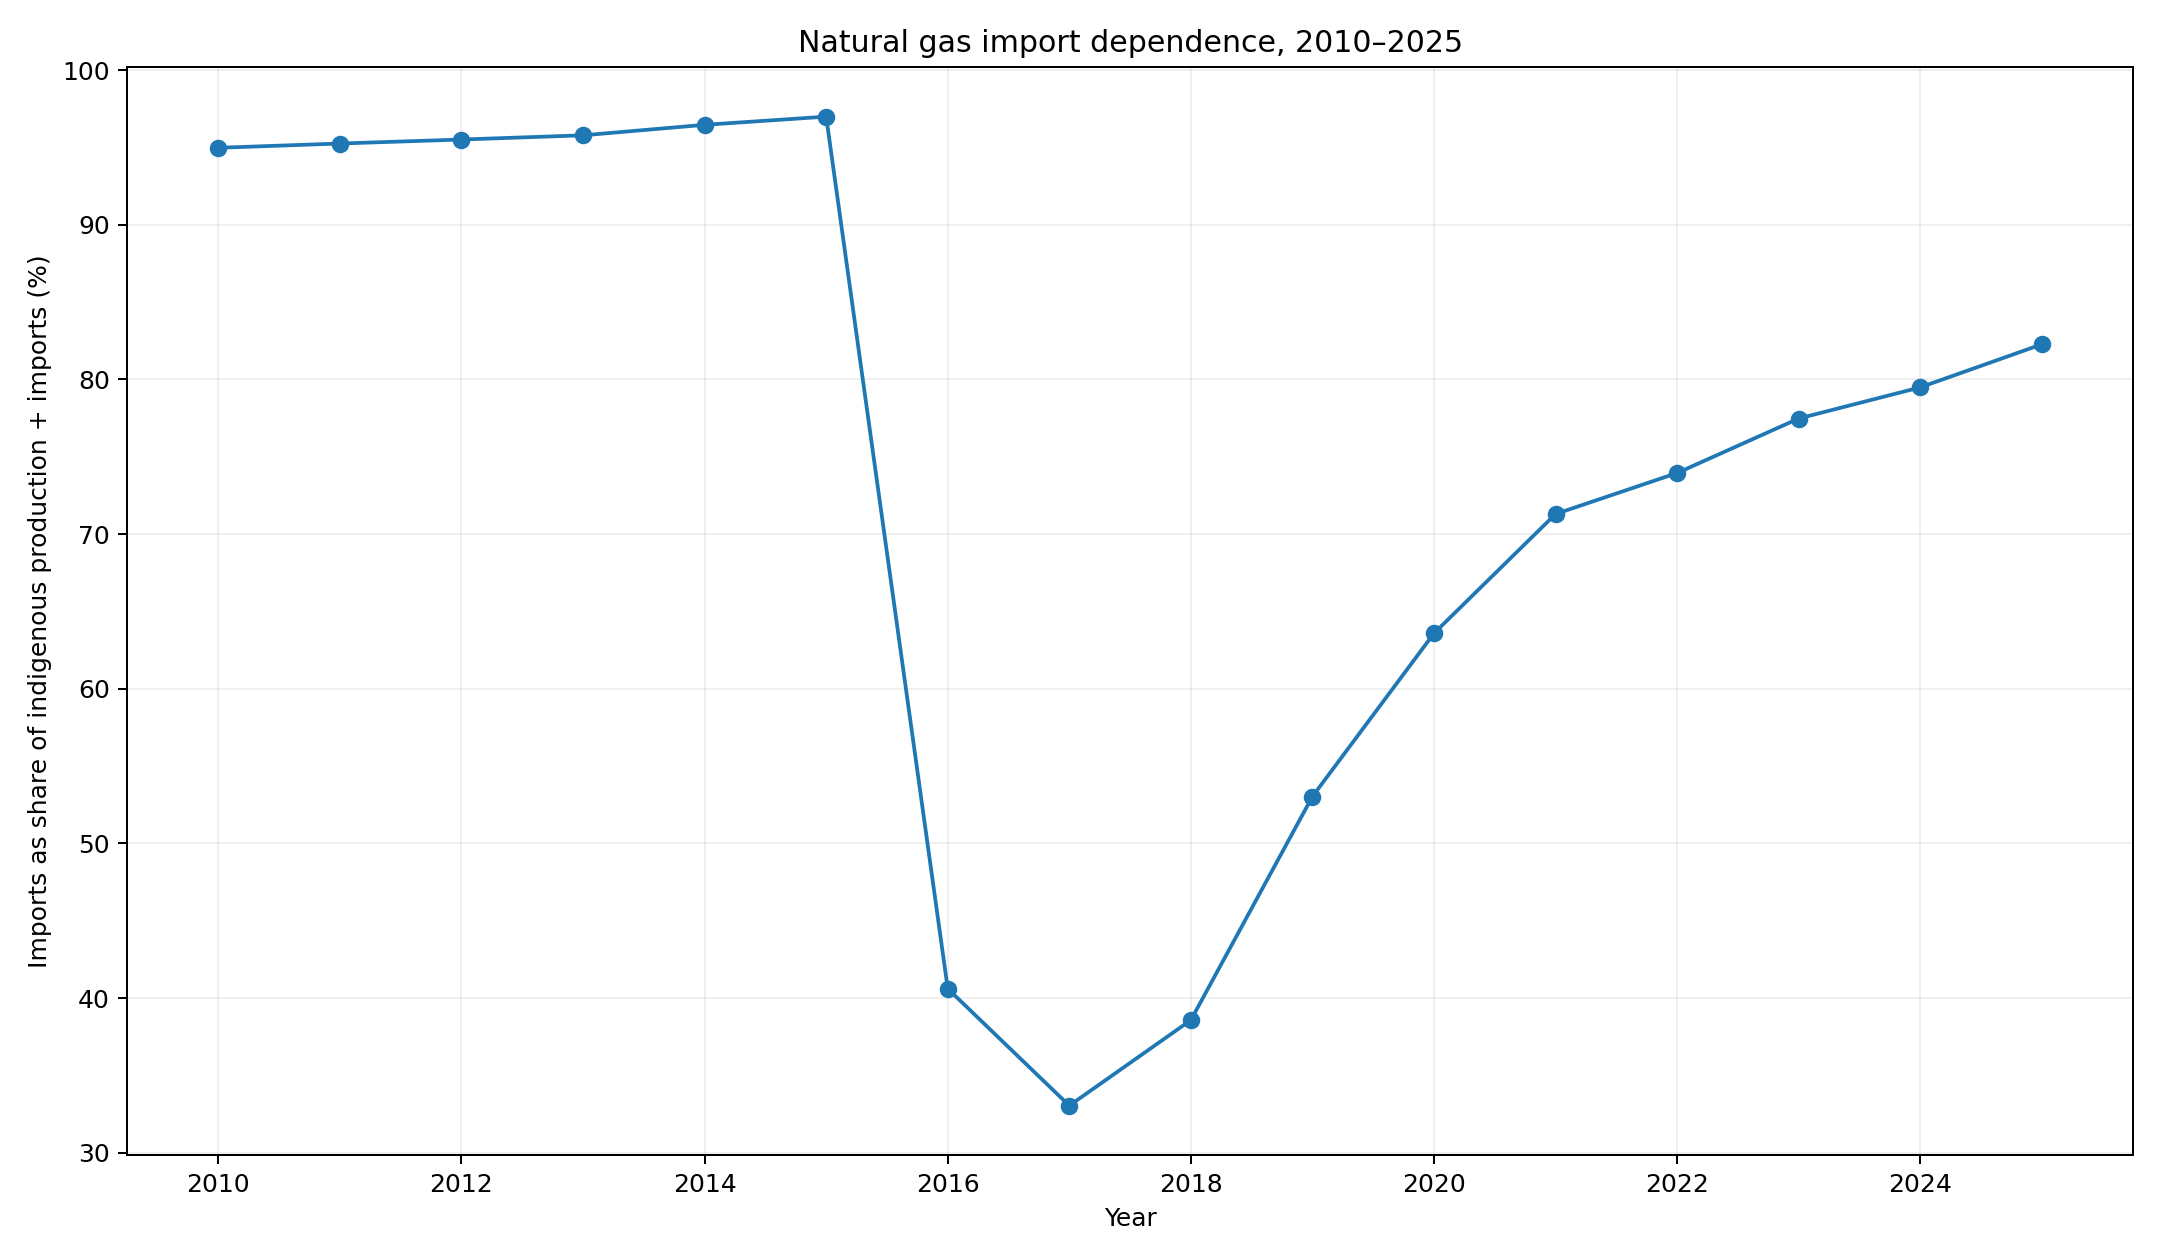 Natural gas import dependence, 2010–2025
Imports as share of indigenous production + imports (%)
100
90
80
70
60
50
40
30
2010 2012 2014 2016 2018 2020 2022 2024
Year